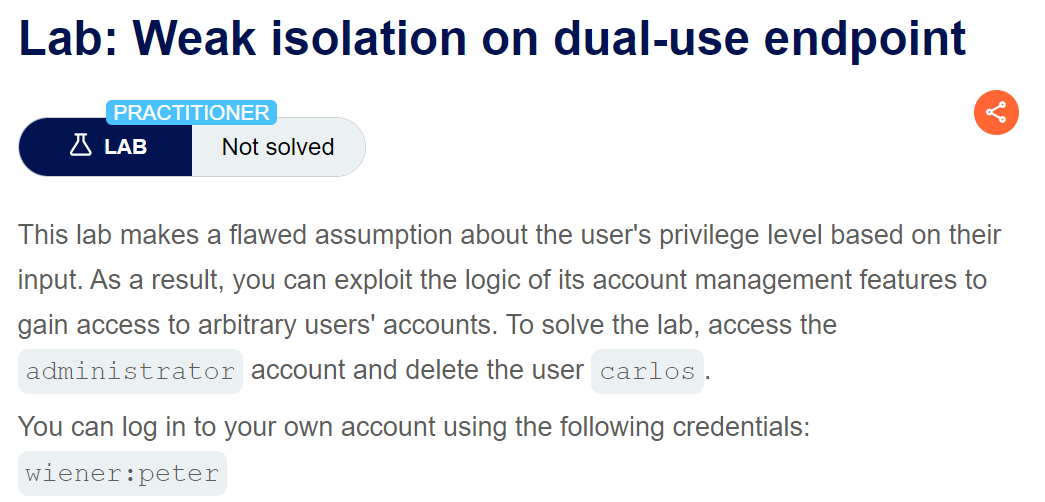 Lab: Weak isolation on dual-use endpoint
PRACTITIONER
LAB Not solved
This lab makes a flawed assumption about the user's privilege level based on their
input. As a result, you can exploit the logic of its account management features to
gain access to arbitrary users' accounts. To solve the lab, access the
administrator account and delete the user carlos.
You can log in to your own account using the following credentials:
wiener:peter